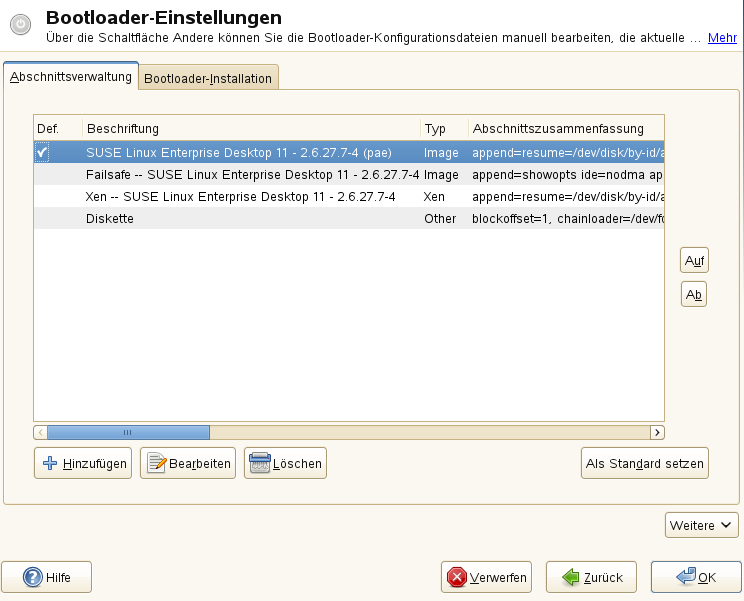 Bootloader-Einstellungen
Über die Schaltfläche Andere können Sie die Bootloader-Konfigurationsdateien manuell bearbeiten, die aktuelle ... Mehr
Abschnittsverwaltung Bootloader-Installation
Def. Beschriftung Typ Abschnittszusammenfassung
SUSE Linux Enterprise Desktop 11 - 2.6.27.7-4 (pae) Image append=resume=/dev/disk/by-id/a
Failsafe -- SUSE Linux Enterprise Desktop 11 - 2.6.27.7-4 Image append=showopts ide=nodma ap
Xen -- SUSE Linux Enterprise Desktop 11 - 2.6.27.7-4 Xen append=resume=/dev/disk/by-id/a
Diskette Other blockoffset=1, chainloader=/dev/fd
Auf
Ab
Hinzufügen Bearbeiten Löschen Als Standard setzen
Weitere
Hilfe Verwerfen Zurück OK